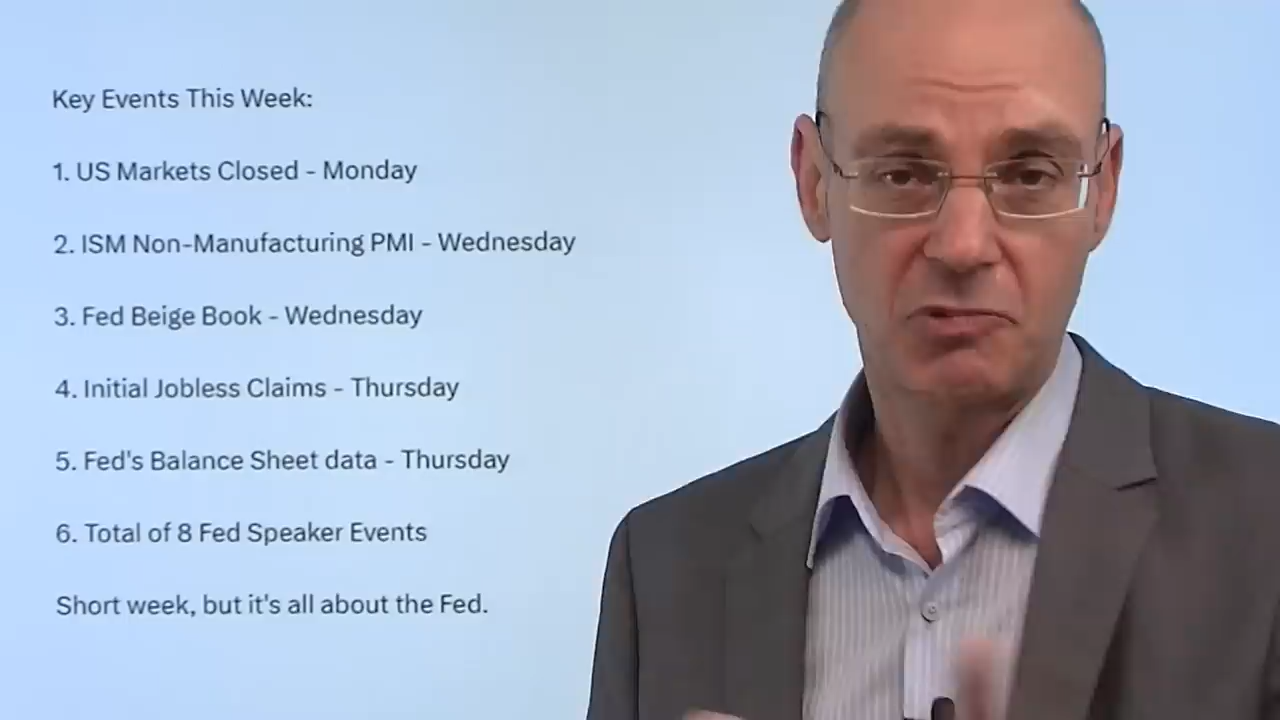 Key Events This Week:
1. US Markets Closed - Monday
2. ISM Non-Manufacturing PMI - Wednesday
3. Fed Beige Book - Wednesday
4. Initial Jobless Claims - Thursday
5. Fed's Balance Sheet data - Thursday
6. Total of 8 Fed Speaker Events
Short week, but it's all about the Fed.